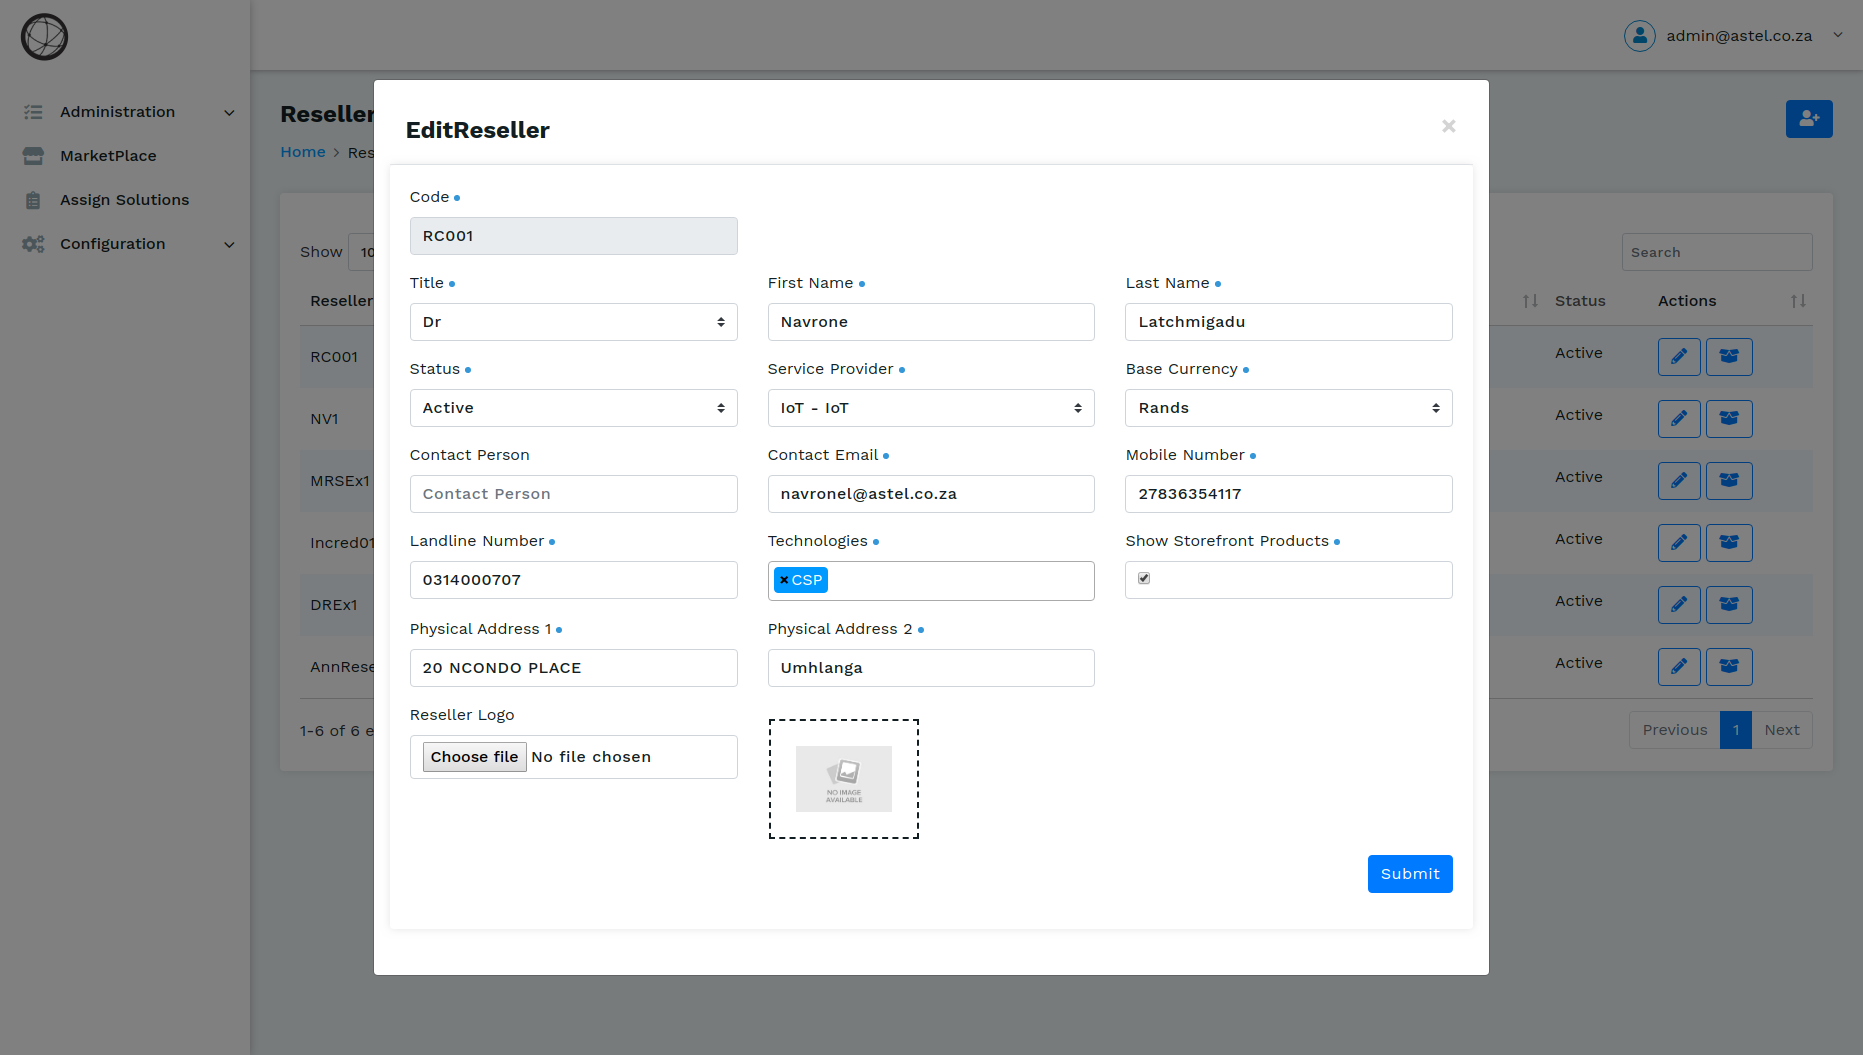 admin@astel.co.za
Administration
MarketPlace
Assign Solutions
Configuration
Reseller
Home > Res
Show 10
Search
Reseller
Status Actions
RC001 Active
NV1 Active
MRSEx1 Active
Incred01 Active
DREx1 Active
AnnRese Active
1-6 of 6 e
Previous 1 Next
EditReseller
×
Code
RC001
Title First Name Last Name
Dr Navrone Latchmigadu
Status Service Provider Base Currency
Active IoT - IoT Rands
Contact Person Contact Email Mobile Number
Contact Person navronel@astel.co.za 27836354117
Landline Number Technologies Show Storefront Products
0314000707 ×CSP
Physical Address 1 Physical Address 2
20 NCONDO PLACE Umhlanga
Reseller Logo
Choose file No file chosen
NO IMAGE
AVAILABLE
Submit